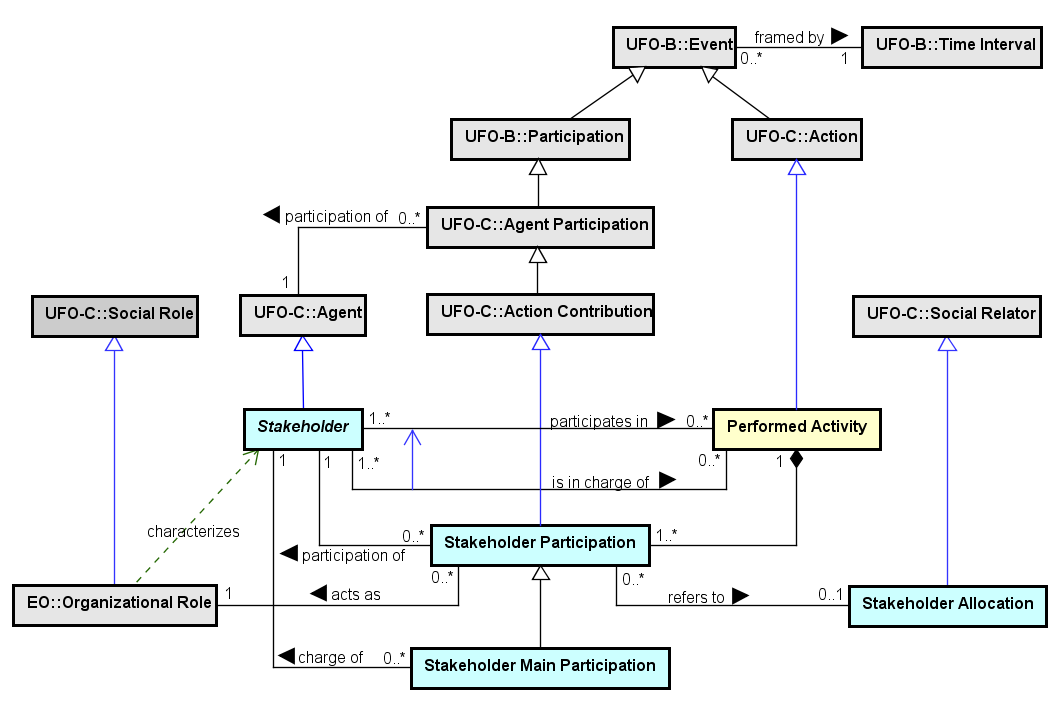 framed by
UFO-B::Event
UFO-B::Time Interval
0..*
1
UFO-B::Participation
UFO-C::Action
participation of
0..*
UFO-C::Agent Participation
1
UFO-C::Social Role
UFO-C::Agent
UFO-C::Action Contribution
UFO-C::Social Relator
1..*
participates in
0..*
Stakeholder
Performed Activity
1
1
1..*
0..*
1
is in charge of
characterizes
0..*
Stakeholder Participation
1..*
participation of
0..*
0..*
1
acts as
refers to
0..1
EO::Organizational Role
Stakeholder Allocation
charge of
0..*
Stakeholder Main Participation